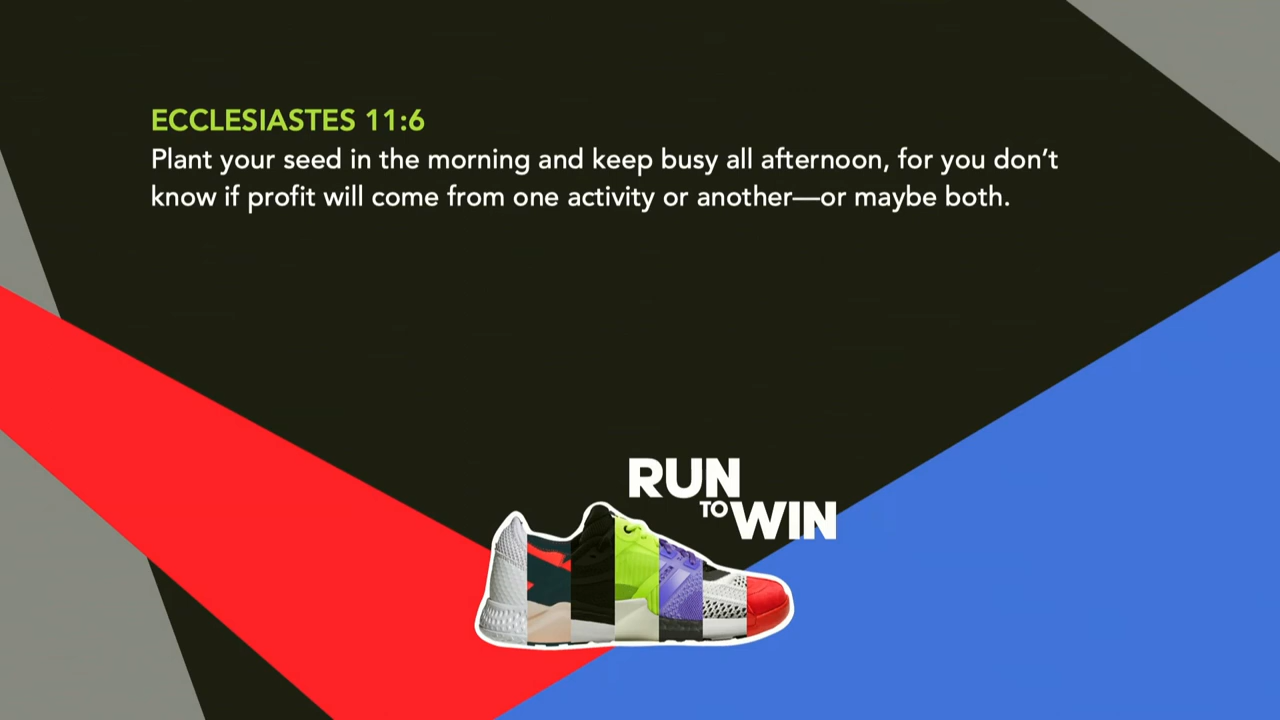 ECCLESIASTES 11:6
Plant your seed in the morning and keep busy all afternoon, for you don’t
know if profit will come from one activity or another—or maybe both.
RUN
TO WIN